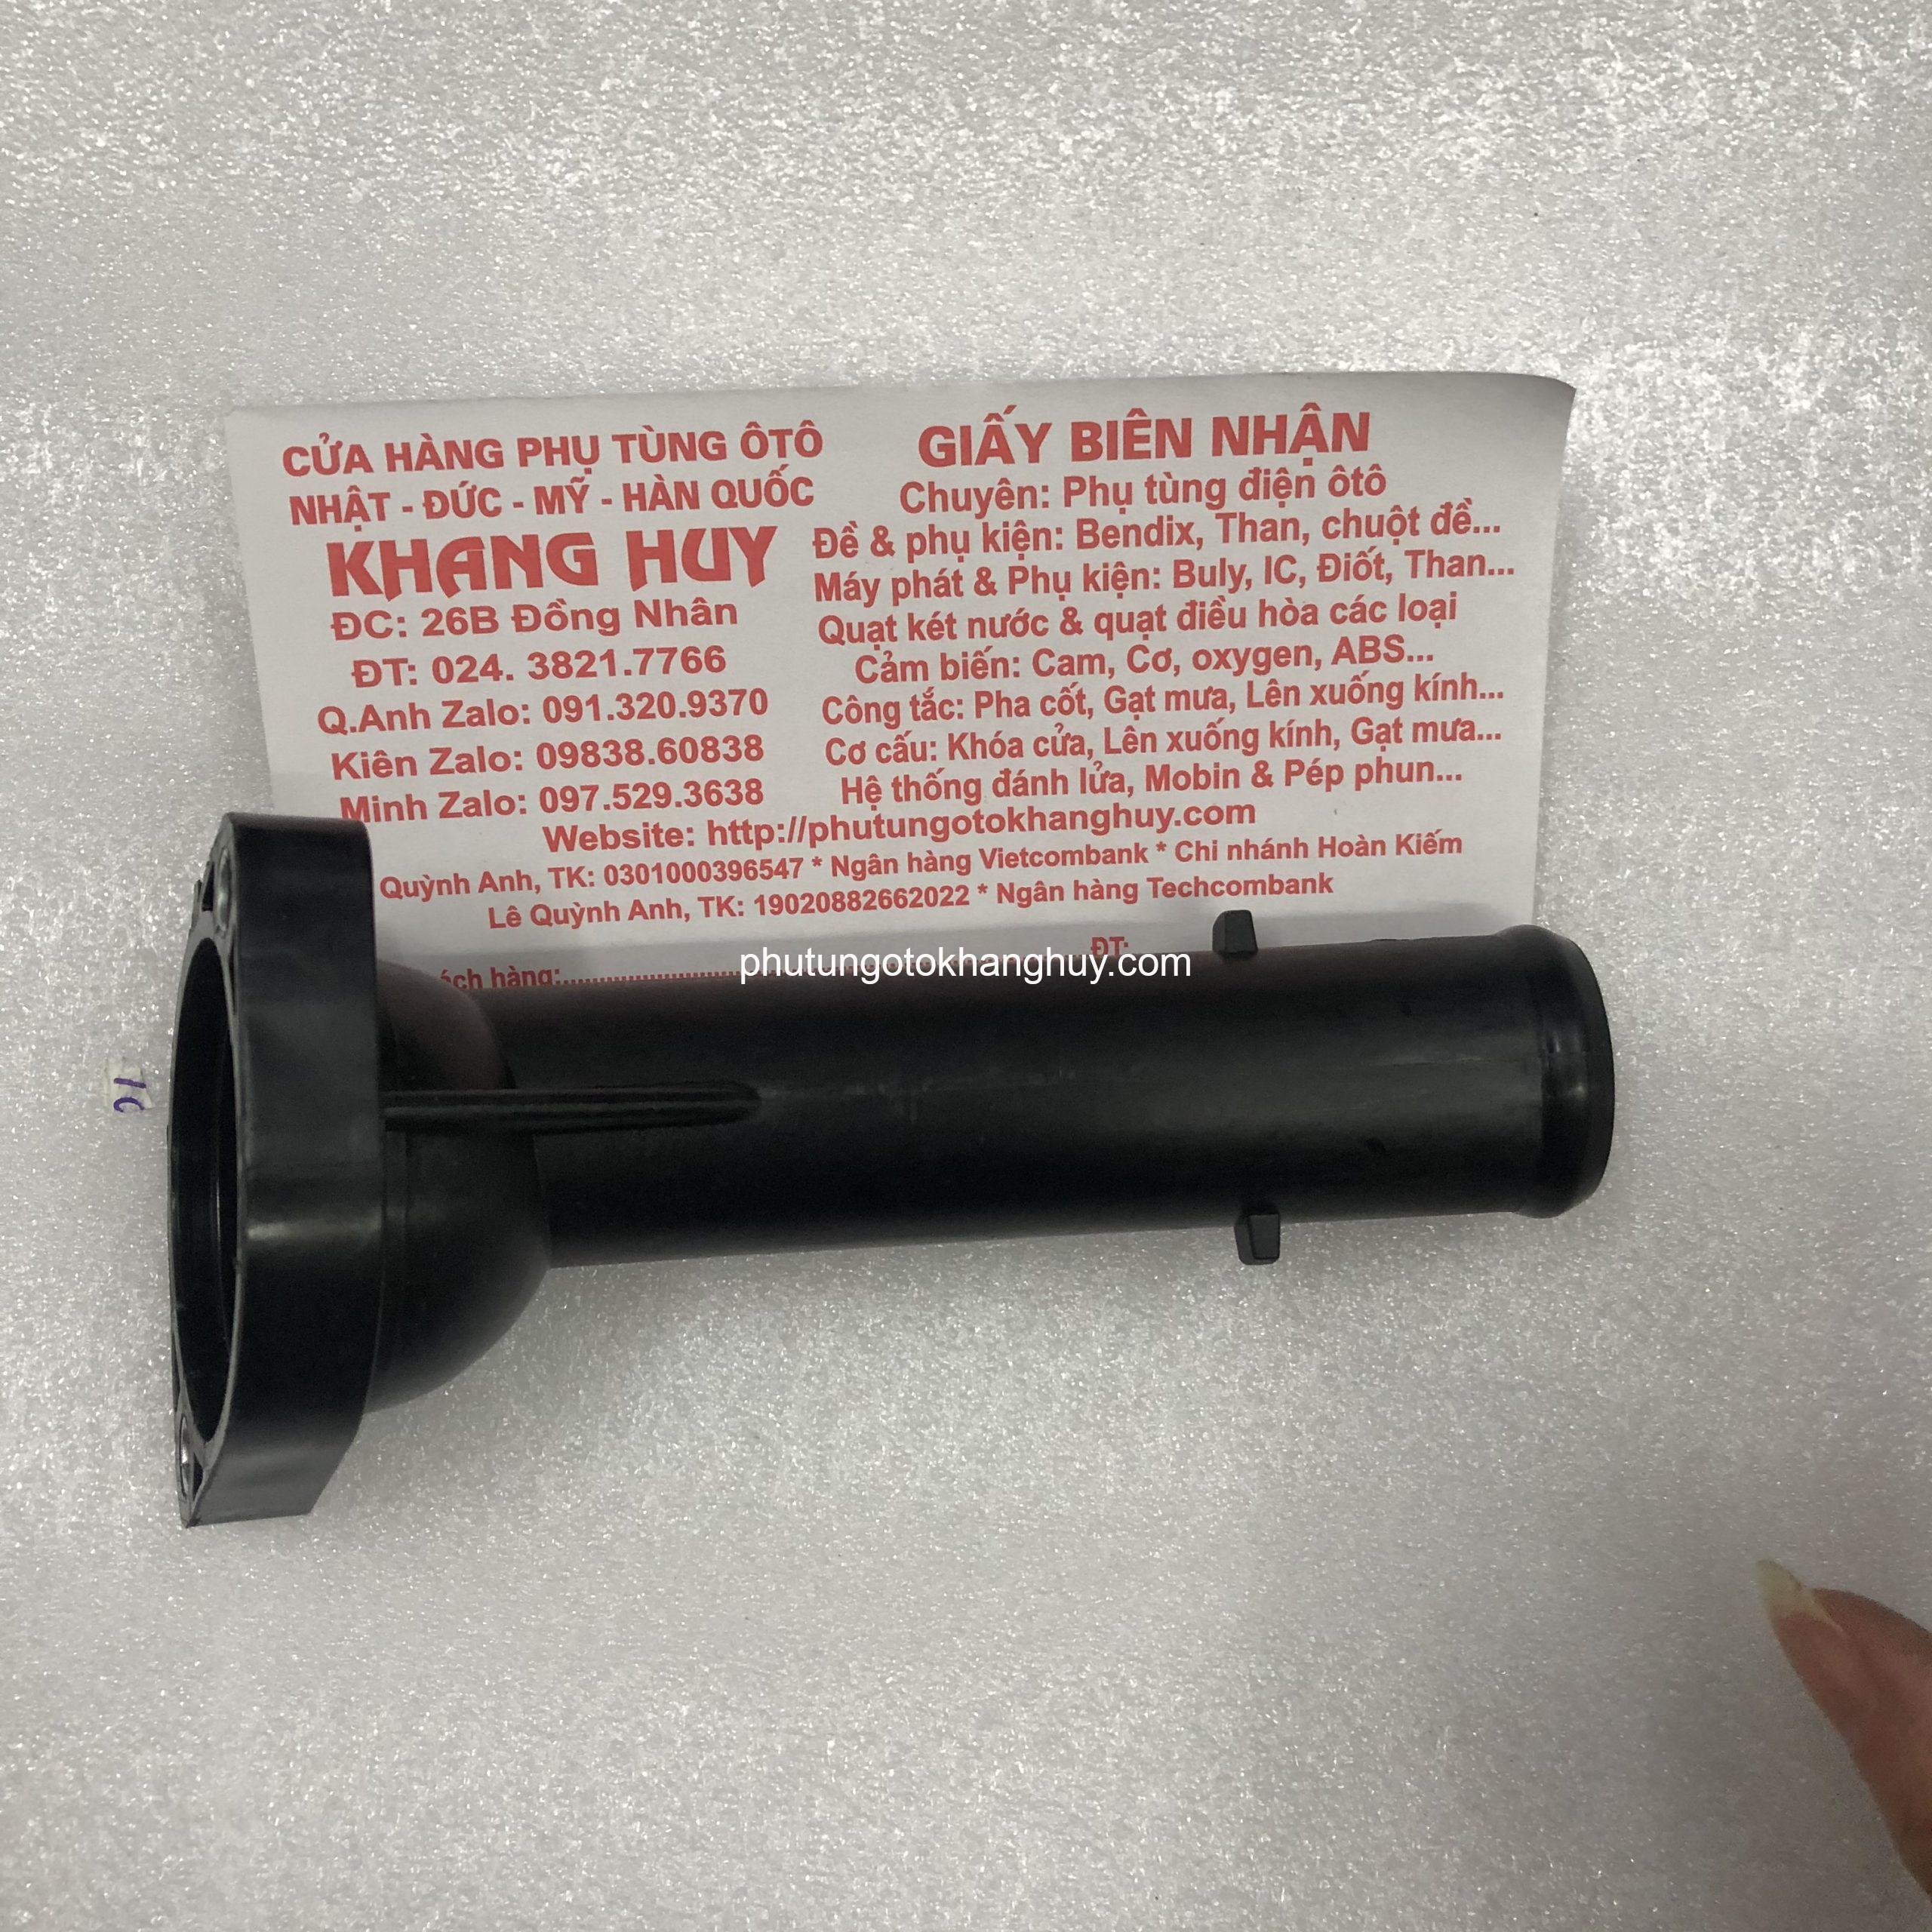 CỬA HÀNG PHỤ TÙNG ÔTÔ
NHẬT - ĐỨC - MỸ - HÀN QUỐC
KHANG HUY
ĐC: 26B Đồng Nhân
ĐT: 024. 3821.7766
Q.Anh Zalo: 091.320.9370
Kiên Zalo: 09838.60838
Minh Zalo: 097.529.3638
GIẤY BIÊN NHẬN
Chuyên: Phụ tùng điện ôtô
Đề & phụ kiện: Bendix, Than, chuột đề...
Máy phát & Phụ kiện: Buly, IC, Điốt, Than...
Quạt két nước & quạt điều hòa các loại
Cảm biến: Cam, Cơ, oxygen, ABS...
Công tắc: Pha cốt, Gạt mưa, Lên xuống kính...
Cơ cấu: Khóa cửa, Lên xuống kính, Gạt mưa...
Hệ thống đánh lửa, Mobin & Pép phun...
Website: http://phutungotokhanghuy.com
Quỳnh Anh, TK: 0301000396547 * Ngân hàng Vietcombank * Chi nhánh Hoàn Kiếm
Lê Quỳnh Anh, TK: 19020882662022 * Ngân hàng Techcombank
hàng:........................ ĐT:
phutungotokhanghuy.com